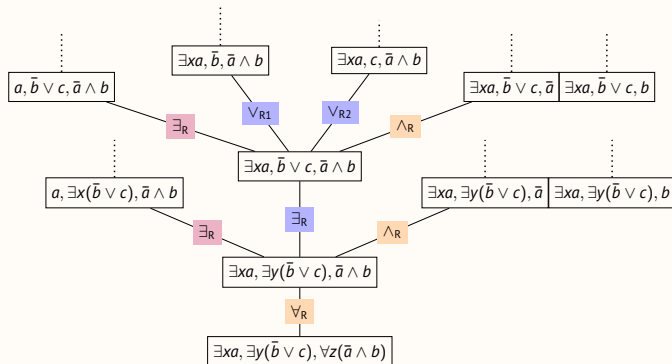 ∃xa, b̄, ā ∧ b
∃xa, c, ā ∧ b
a, b̄ ∨ c, ā ∧ b
∃xa, b̄ ∨ c, ā
∃xa, b̄ ∨ c, b
∨R1
∨R2
∃R
∧R
∃xa, b̄ ∨ c, ā ∧ b
a, ∃x(b̄ ∨ c), ā ∧ b
∃xa, ∃y(b̄ ∨ c), ā
∃xa, ∃y(b̄ ∨ c), b
∃R
∃R
∧R
∃xa, ∃y(b̄ ∨ c), ā ∧ b
∀R
∃xa, ∃y(b̄ ∨ c), ∀z(ā ∧ b)